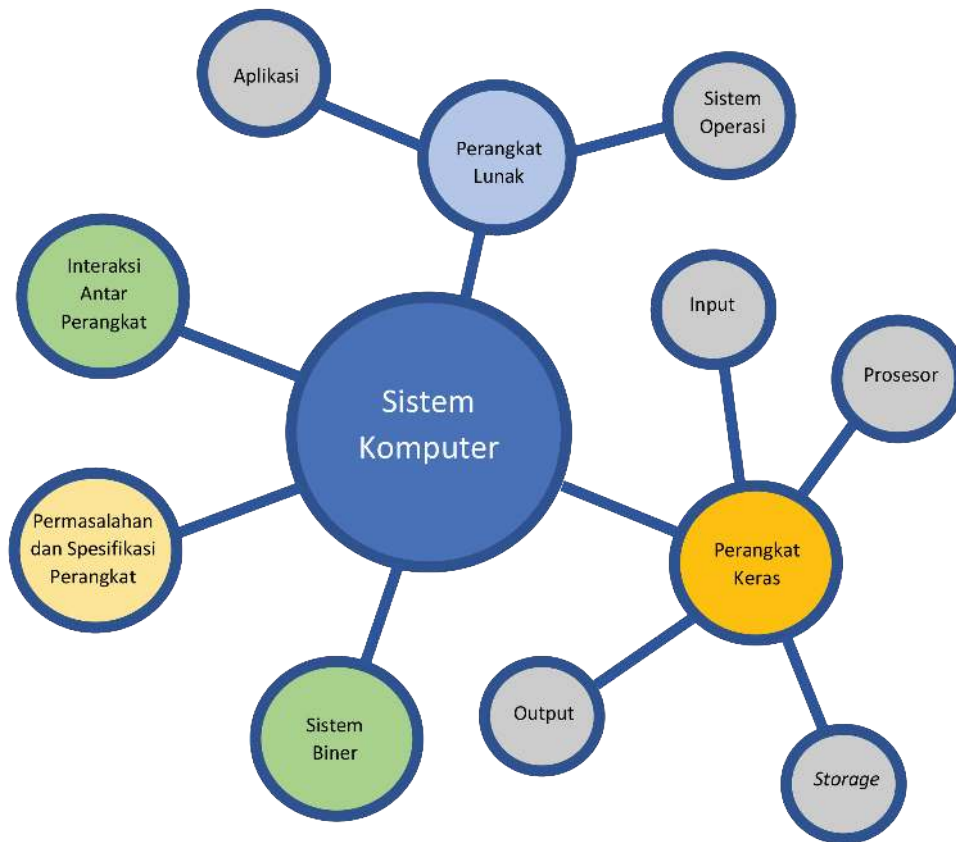 Aplikasi
Sistem
Operasi
Perangkat
Lunak
Interaksi
Antar
Perangkat
Input
Prosesor
Sistem
Komputer
Permasalahan
dan Spesifikasi
Perangkat
Perangkat
Keras
Sistem
Biner
Output
Storage